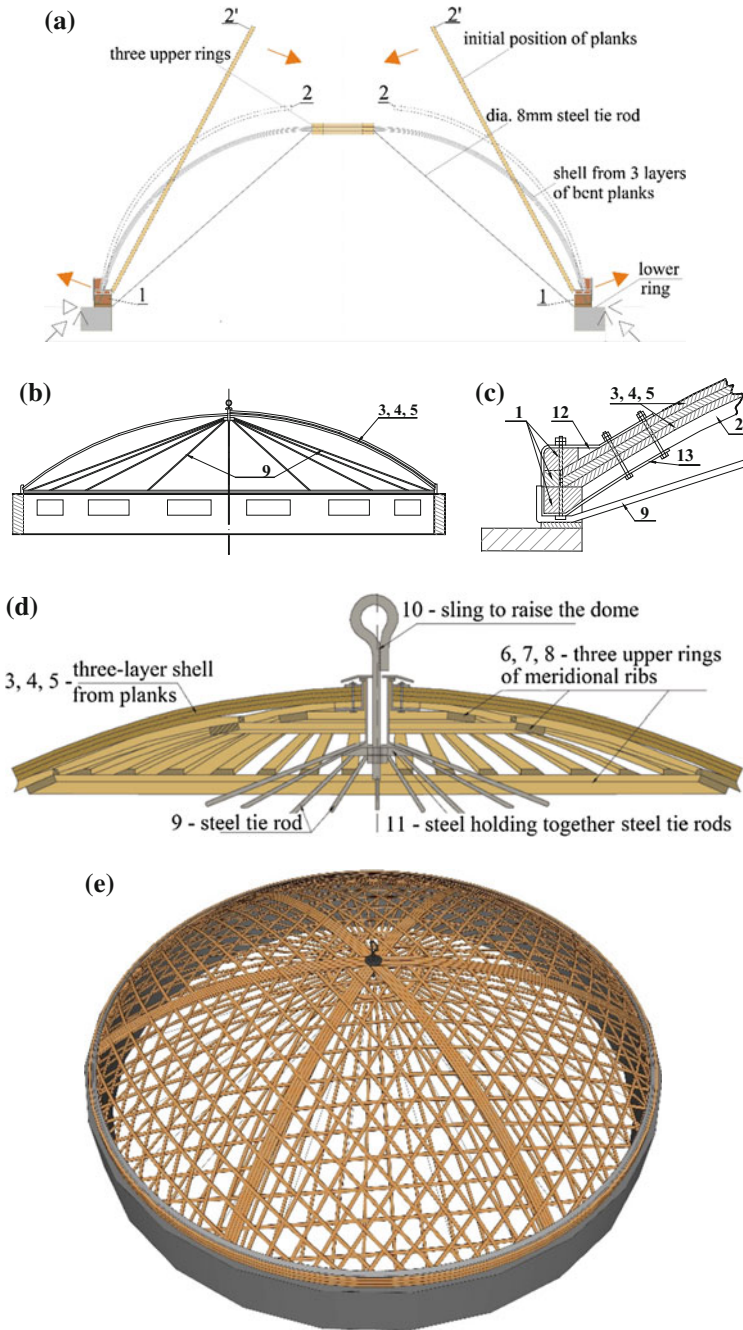 (a)
2'
2'
three upper rings
initial position of planks
2
2
dia. 8mm steel tie rod
shell from 3 layers
of bent planks
lower
ring
1
1
(b)
3, 4, 5
9
(c)
3, 4, 5
1
12
2
13
9
(d)
10 - sling to raise the dome
3, 4, 5 - three-layer shell
from planks
6, 7, 8 - three upper rings
of meridional ribs
9 - steel tie rod
11 - steel holding together steel tie rods
(e)